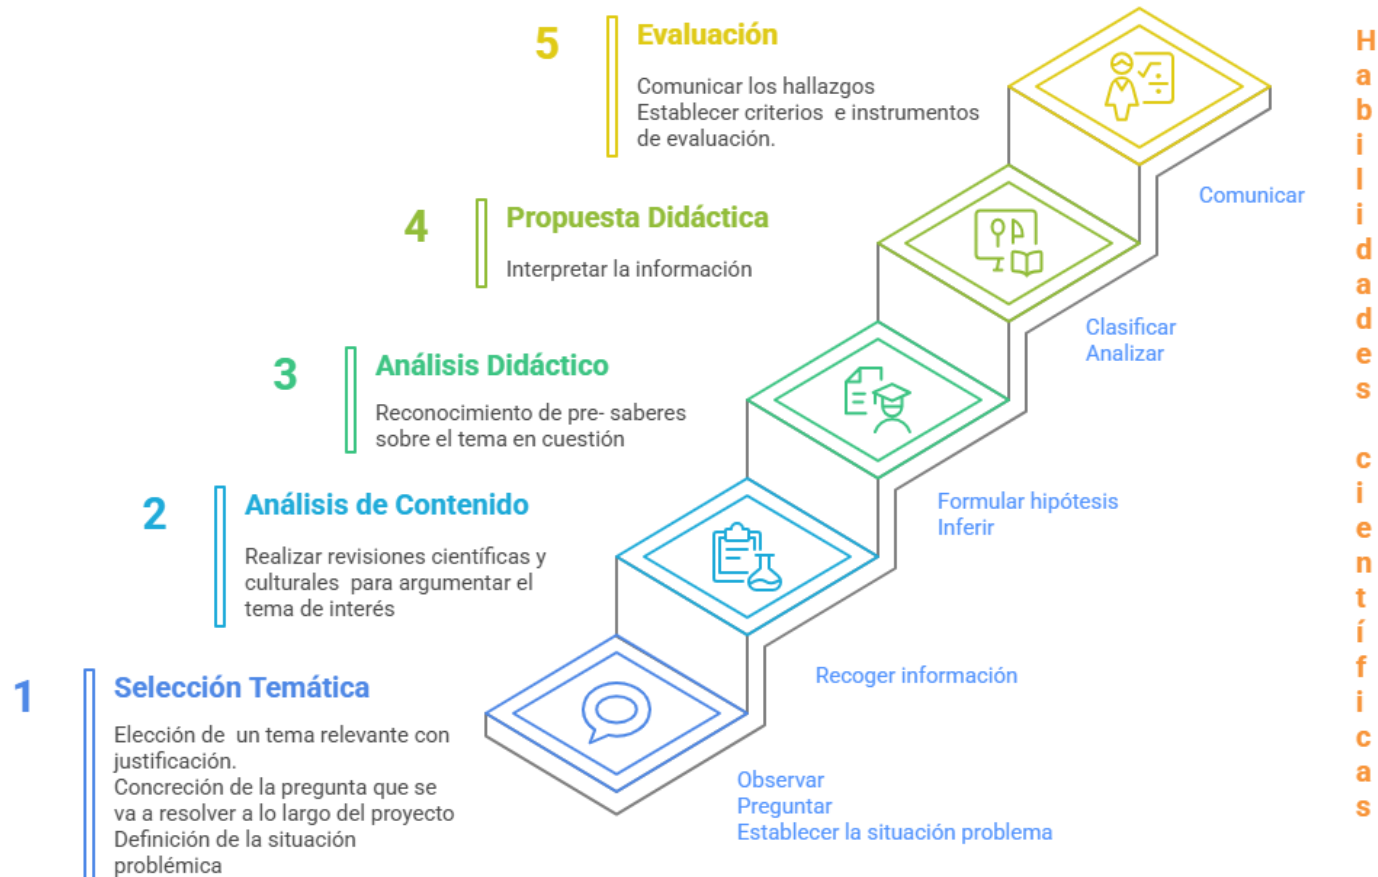 5
Evaluación
Comunicar los hallazgos
Establecer criterios e instrumentos
de evaluación.
Comunicar
4
Propuesta Didáctica
Interpretar la información
Clasificar
Analizar
3
Análisis Didáctico
Reconocimiento de pre- saberes
sobre el tema en cuestión
Formular hipótesis
Inferir
2
Análisis de Contenido
Realizar revisiones científicas y
culturales para argumentar el
tema de interés
Recoger información
1
Selección Temática
Elección de un tema relevante con
justificación.
Concreción de la pregunta que se
va a resolver a lo largo del proyecto
Definición de la situación
problémica
Observar
Preguntar
Establecer la situación problema
Habilidades científicas